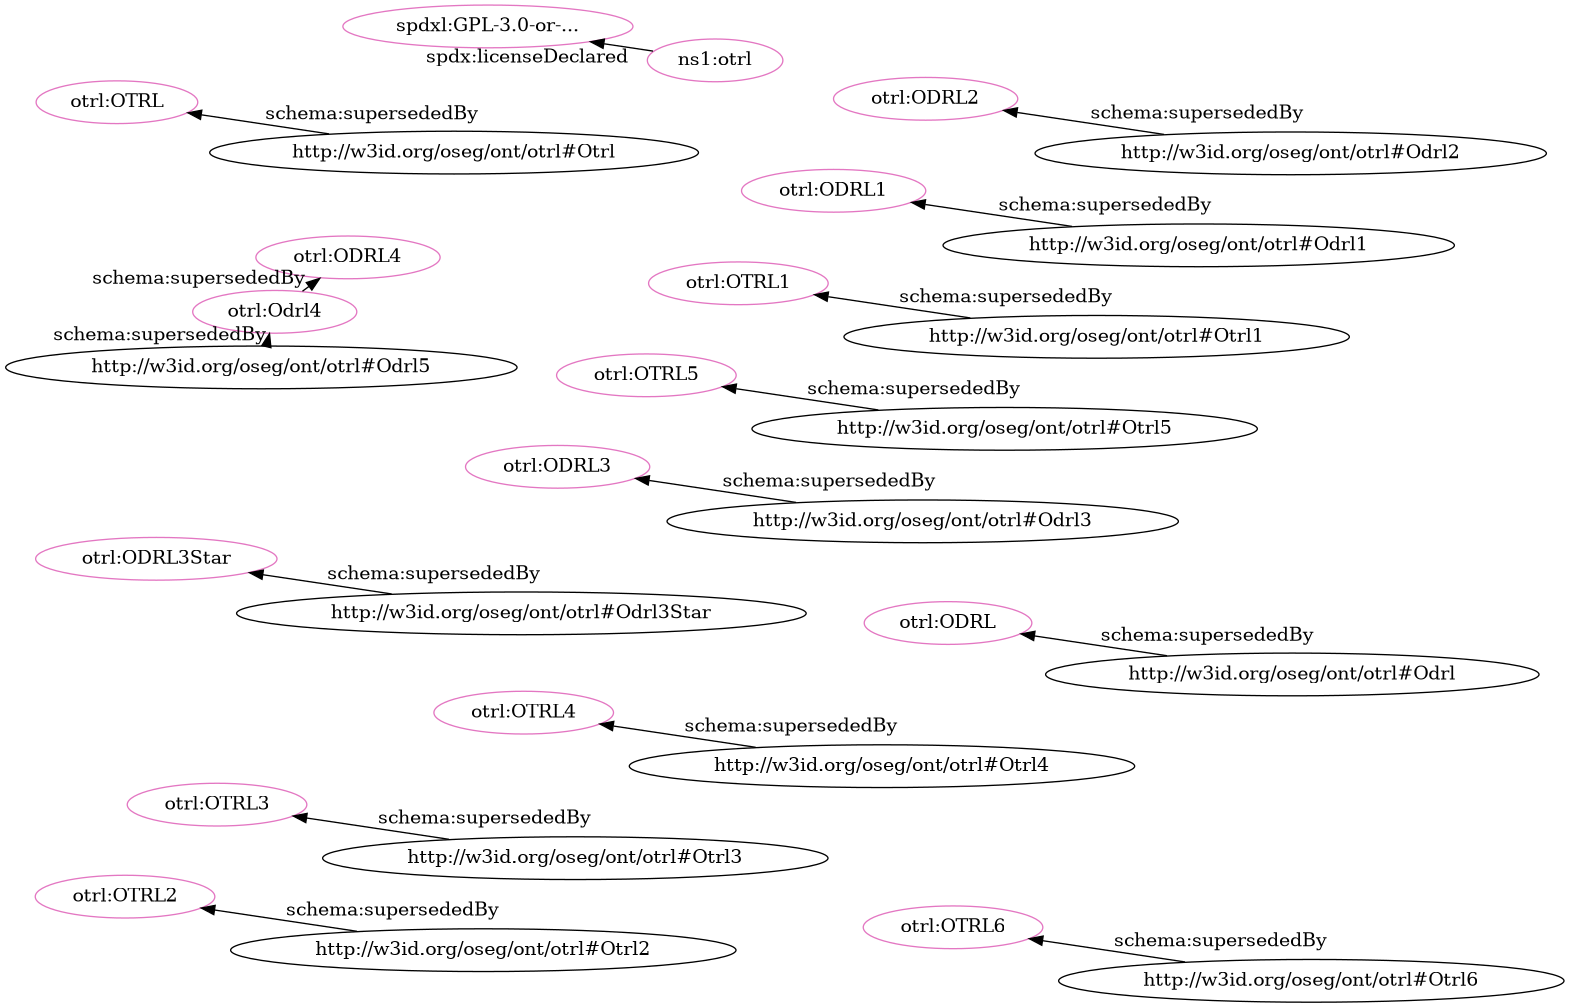 spdxl:GPL-3.0-or-...
spdx:licenseDeclared
ns1:otrl
otrl:OTRL
schema:supersededBy
http://w3id.org/oseg/ont/otrl#Otrl
otrl:ODRL2
schema:supersededBy
http://w3id.org/oseg/ont/otrl#Odrl2
otrl:ODRL1
schema:supersededBy
http://w3id.org/oseg/ont/otrl#Odrl1
otrl:ODRL4
schema:supersededBy
otrl:Odrl4
schema:supersededBy
http://w3id.org/oseg/ont/otrl#Odrl5
otrl:OTRL1
schema:supersededBy
http://w3id.org/oseg/ont/otrl#Otrl1
otrl:OTRL5
schema:supersededBy
http://w3id.org/oseg/ont/otrl#Otrl5
otrl:ODRL3
schema:supersededBy
http://w3id.org/oseg/ont/otrl#Odrl3
otrl:ODRL3Star
schema:supersededBy
http://w3id.org/oseg/ont/otrl#Odrl3Star
otrl:ODRL
schema:supersededBy
http://w3id.org/oseg/ont/otrl#Odrl
otrl:OTRL4
schema:supersededBy
http://w3id.org/oseg/ont/otrl#Otrl4
otrl:OTRL3
schema:supersededBy
http://w3id.org/oseg/ont/otrl#Otrl3
otrl:OTRL2
schema:supersededBy
http://w3id.org/oseg/ont/otrl#Otrl2
otrl:OTRL6
schema:supersededBy
http://w3id.org/oseg/ont/otrl#Otrl6